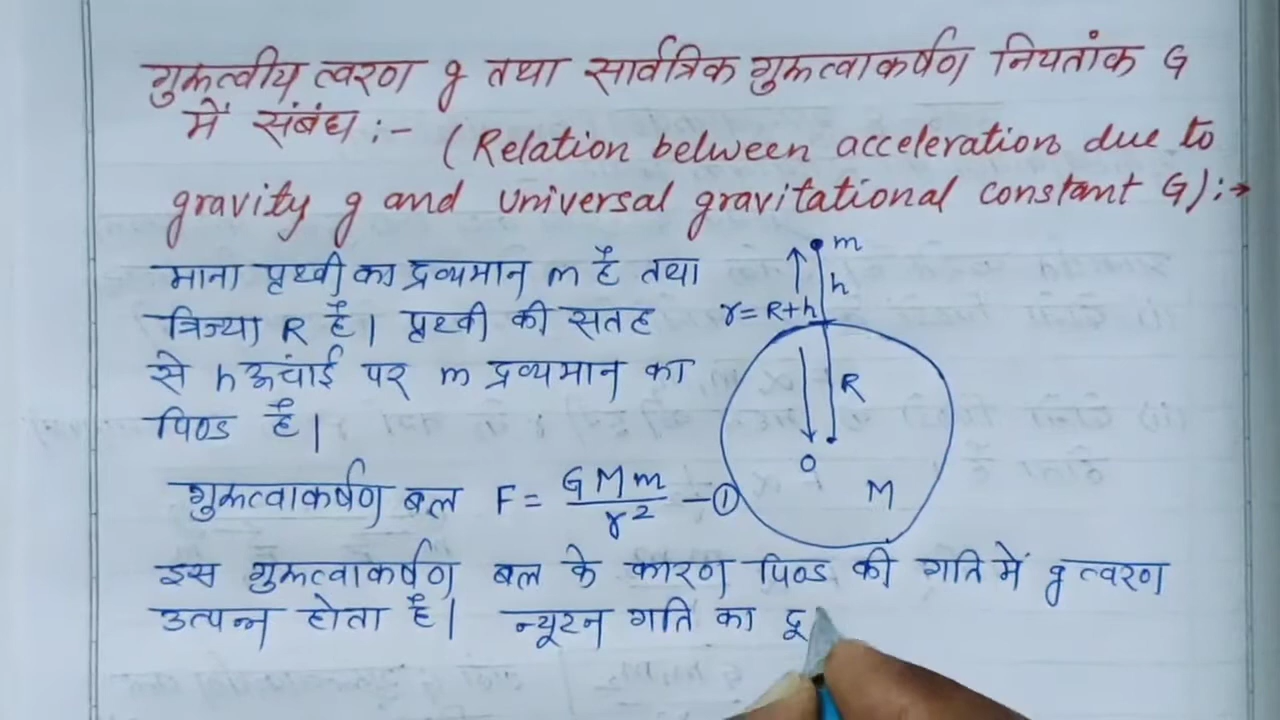 गुरुत्वीय त्वरण g तथा सार्वत्रिक गुरुत्वाकर्षण नियतांक G
में संबंध :- (Relation between acceleration due to
gravity g and universal gravitational constant G) :→
माना पृथ्वी का द्रव्यमान m है तथा
त्रिज्या R है। पृथ्वी की सतह
से h ऊंचाई पर m द्रव्यमान का
पिण्ड है।
m
h
r = R+h
R
O
M
गुरुत्वाकर्षण बल F = GMm/r² —①
इस गुरुत्वाकर्षण बल के कारण पिण्ड की गति में g त्वरण
उत्पन्न होता है। न्यूटन गति का दू